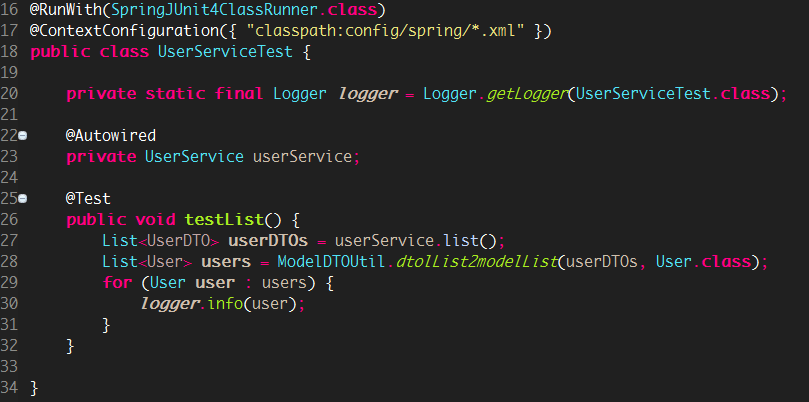 16 @RunWith(SpringJUnit4ClassRunner.class)
17 @ContextConfiguration({ "classpath:config/spring/*.xml" })
18 public class UserServiceTest {
19
20     private static final Logger logger = Logger.getLogger(UserServiceTest.class);
21
22     @Autowired
23     private UserService userService;
24
25     @Test
26     public void testList() {
27         List<UserDTO> userDTOs = userService.list();
28         List<User> users = ModelDTOUtil.dtolList2modelList(userDTOs, User.class);
29         for (User user : users) {
30             logger.info(user);
31         }
32     }
33
34 }